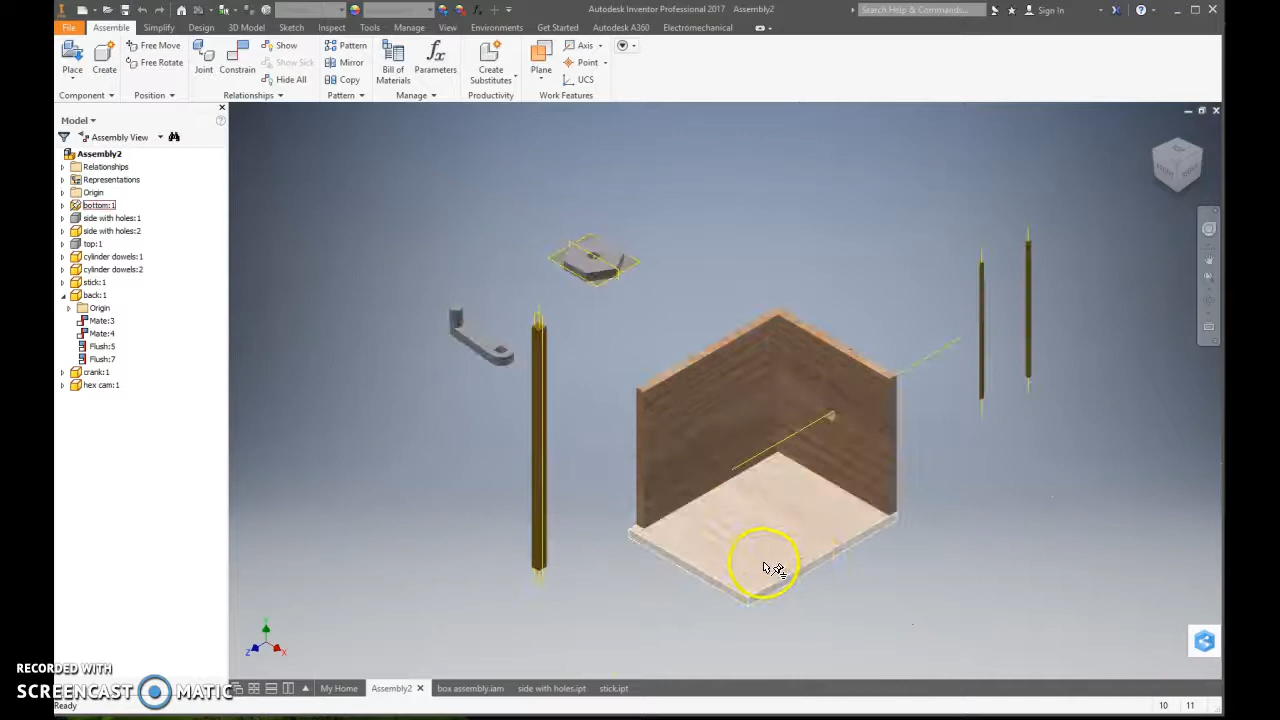 Autodesk Inventor Professional 2017 Assembly2
Search Help & Commands...
Sign In
File Assemble Simplify Design 3D Model Sketch Inspect Tools Manage View Environments Get Started Autodesk A360 Electromechanical
Place Create Free Move Free Rotate
Joint Constrain Show Show Sick Hide All
Pattern Mirror Copy
Bill of Materials Parameters
Create Substitutes
Plane Axis Point UCS
Component Position Relationships Pattern Manage Productivity Work Features
Model
Assembly View
Assembly2
Relationships
Representations
Origin
bottom:1
side with holes:1
side with holes:2
top:1
cylinder dowels:1
cylinder dowels:2
stick:1
back:1
Origin
Mate:3
Mate:4
Flush:5
Flush:7
crank:1
hex cam:1
RIGHT
Y
Z X
RECORDED WITH
SCREENCAST MATIC
My Home Assembly2 box assembly.iam side with holes.ipt stick.ipt
Ready 10 11